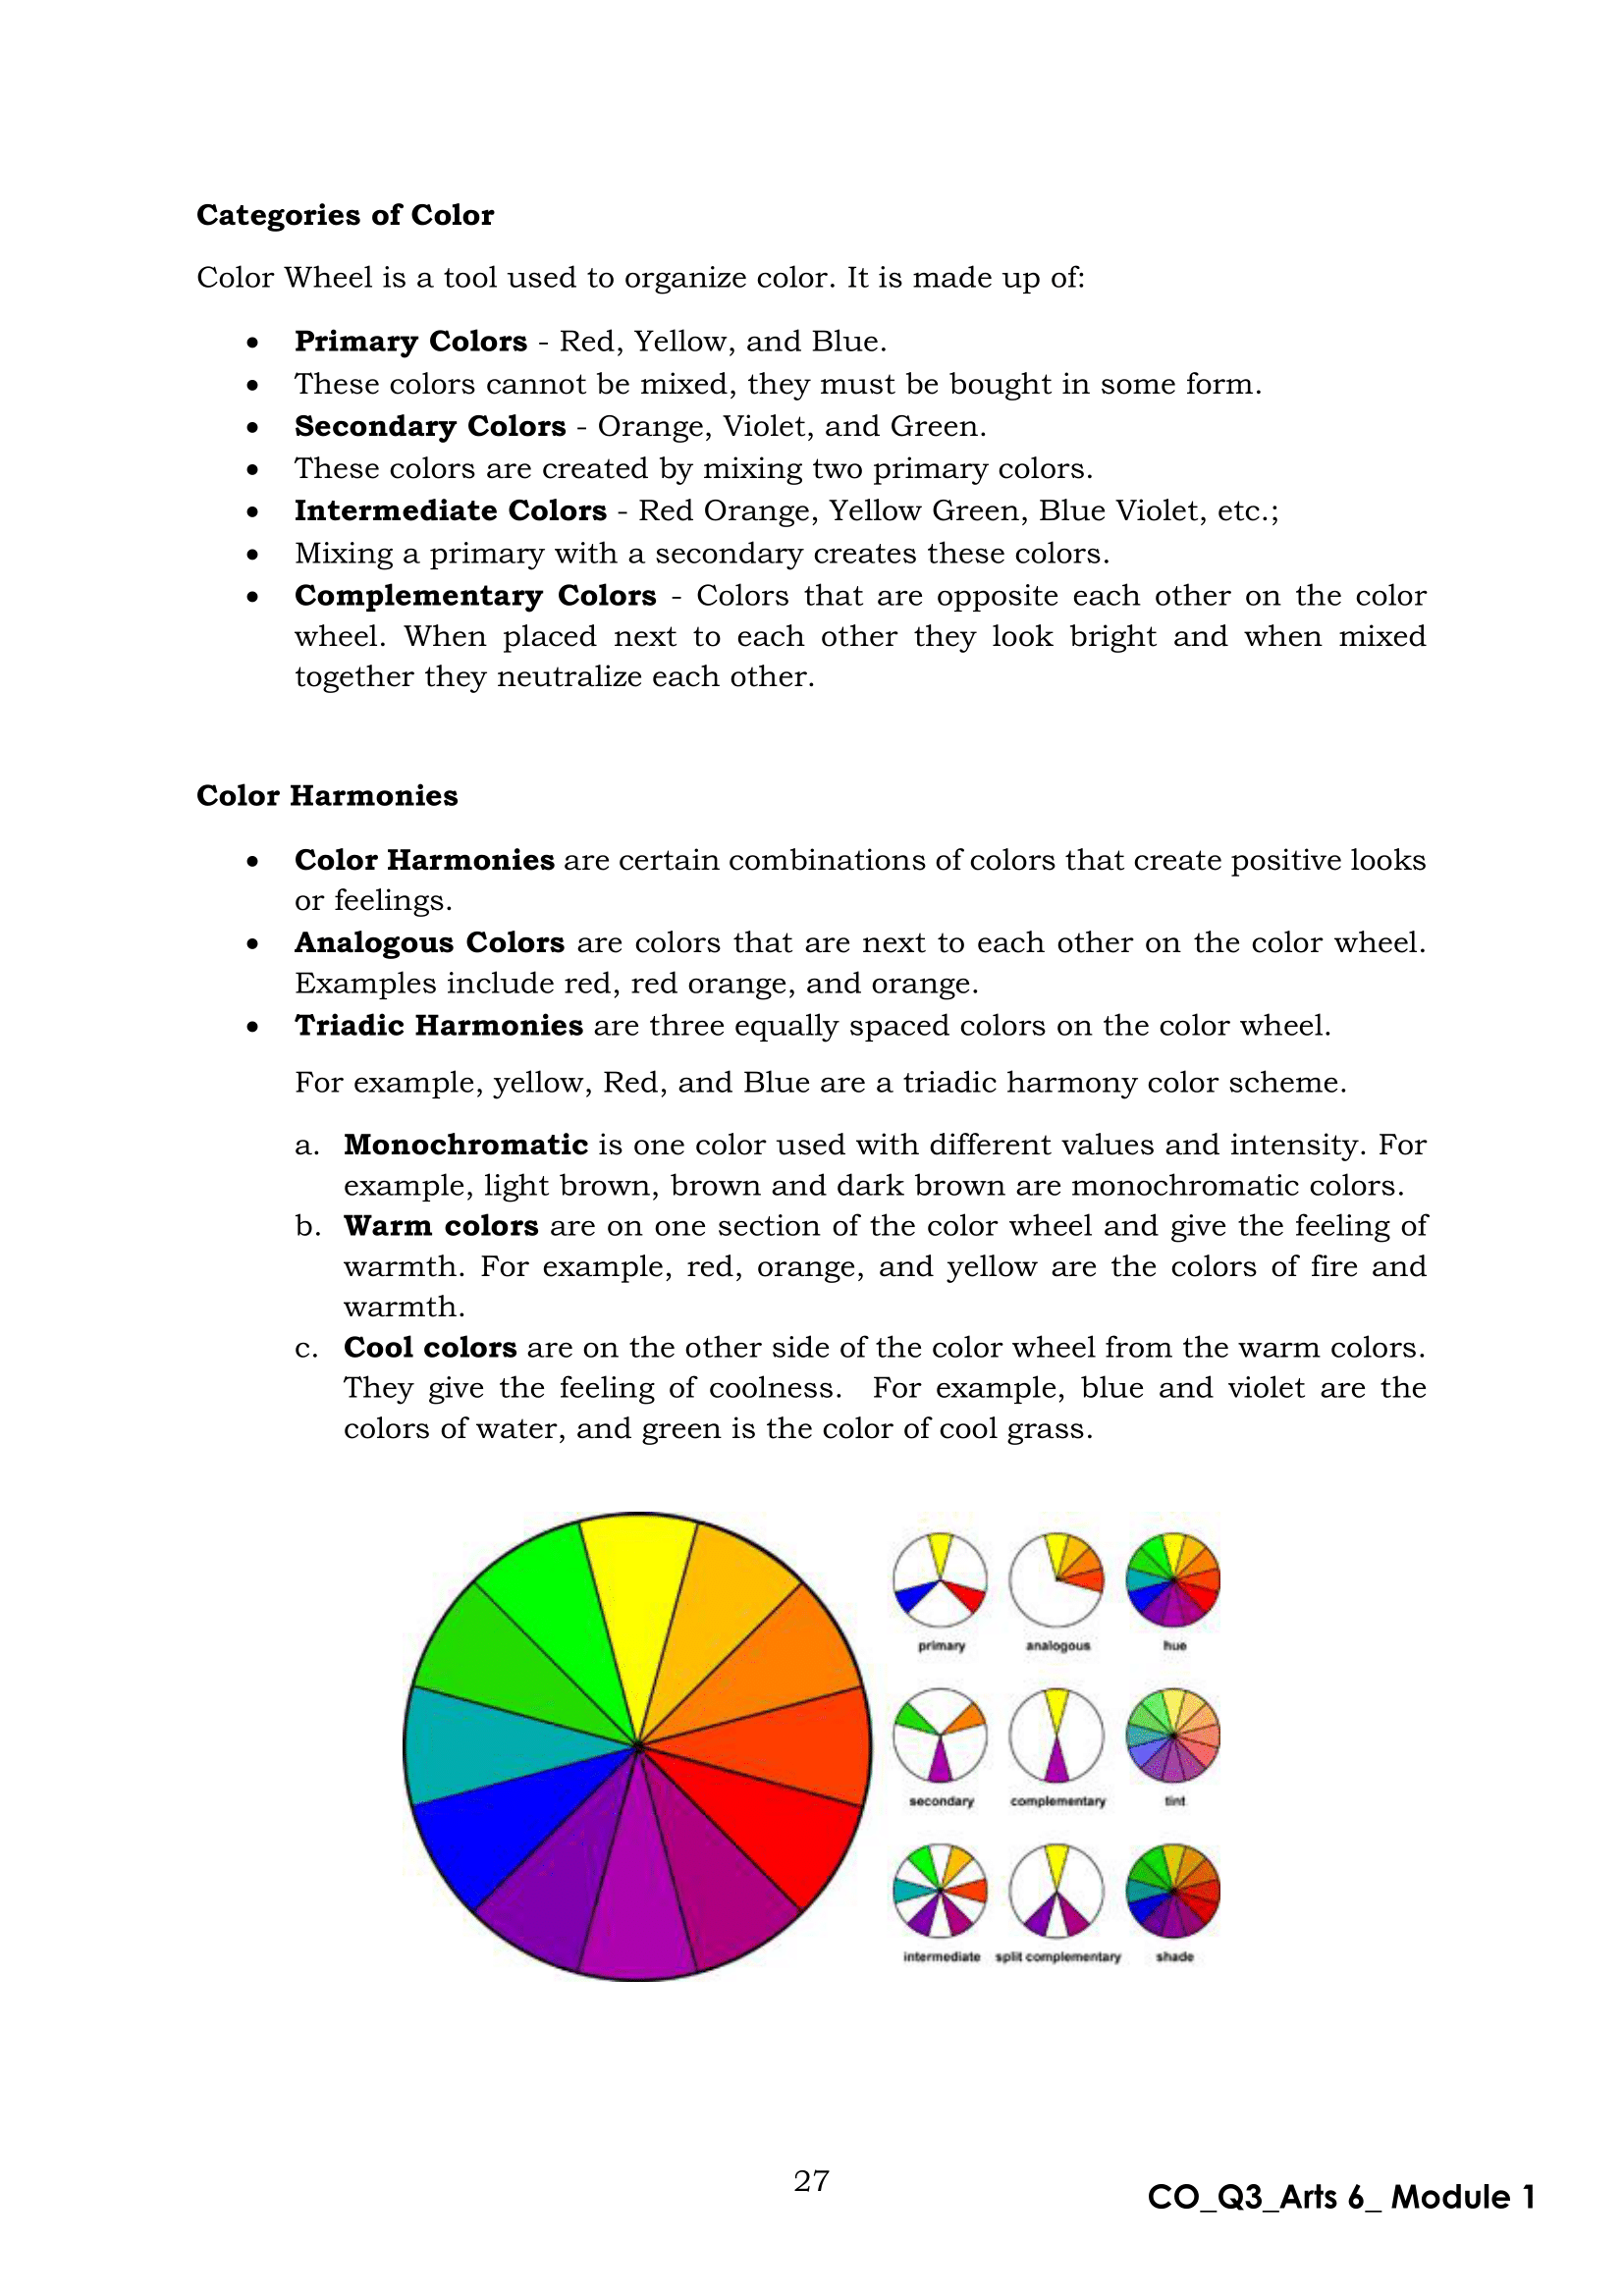 Categories of Color
Color Wheel is a tool used to organize color. It is made up of:
• Primary Colors - Red, Yellow, and Blue.
• These colors cannot be mixed, they must be bought in some form.
• Secondary Colors - Orange, Violet, and Green.
• These colors are created by mixing two primary colors.
• Intermediate Colors - Red Orange, Yellow Green, Blue Violet, etc.;
• Mixing a primary with a secondary creates these colors.
• Complementary Colors - Colors that are opposite each other on the color
wheel. When placed next to each other they look bright and when mixed
together they neutralize each other.
Color Harmonies
• Color Harmonies are certain combinations of colors that create positive looks
or feelings.
• Analogous Colors are colors that are next to each other on the color wheel.
Examples include red, red orange, and orange.
• Triadic Harmonies are three equally spaced colors on the color wheel.
For example, yellow, Red, and Blue are a triadic harmony color scheme.
a. Monochromatic is one color used with different values and intensity. For
example, light brown, brown and dark brown are monochromatic colors.
b. Warm colors are on one section of the color wheel and give the feeling of
warmth. For example, red, orange, and yellow are the colors of fire and
warmth.
c. Cool colors are on the other side of the color wheel from the warm colors.
They give the feeling of coolness. For example, blue and violet are the
colors of water, and green is the color of cool grass.
primary analogous hue
secondary complementary tint
intermediate split complementary shade
27
CO_Q3_Arts 6_ Module 1